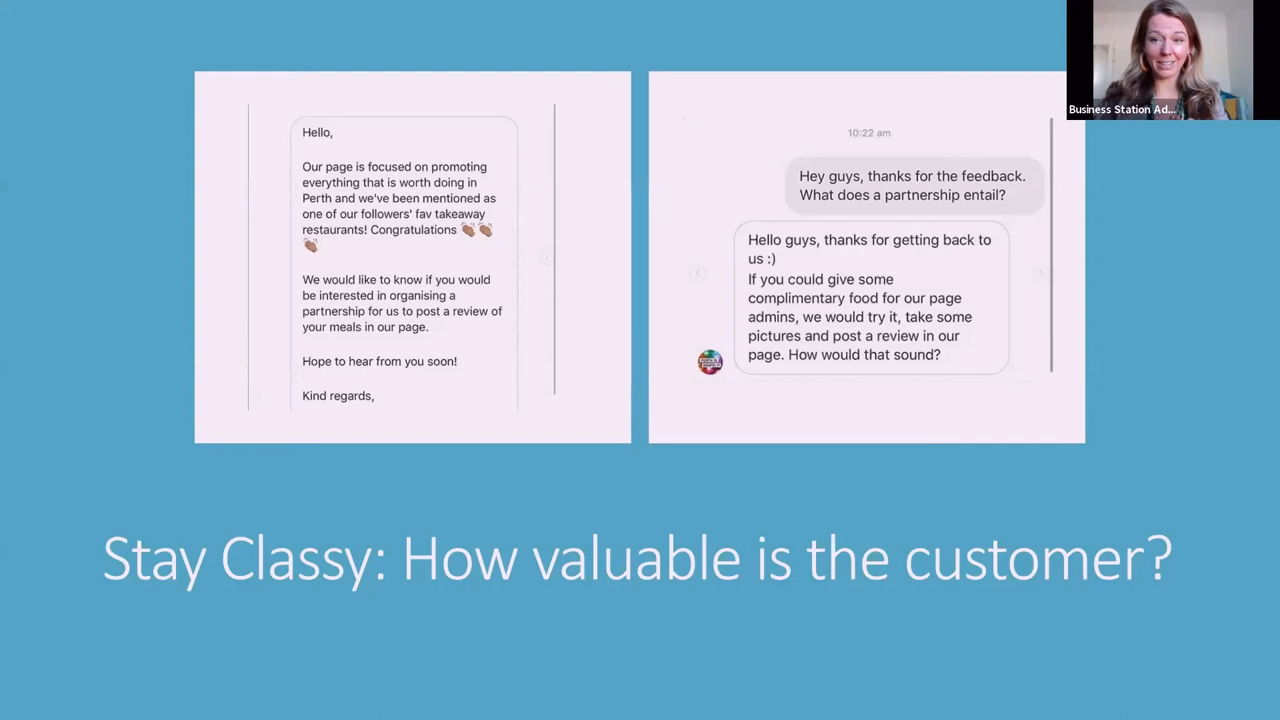 Business Station Ad...
Hello,
Our page is focused on promoting
everything that is worth doing in
Perth and we've been mentioned as
one of our followers' fav takeaway
restaurants! Congratulations 👏🏽👏🏽
👏🏽
We would like to know if you would
be interested in organising a
partnership for us to post a review of
your meals in our page.
Hope to hear from you soon!
Kind regards,
10:22 am
Hey guys, thanks for the feedback.
What does a partnership entail?
Hello guys, thanks for getting back to
us :)
If you could give some
complimentary food for our page
admins, we would try it, take some
pictures and post a review in our
page. How would that sound?
Stay Classy: How valuable is the customer?